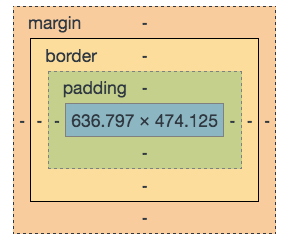 margin -
border -
padding -
- - - 636.797 × 474.125 - - -
-
-
-